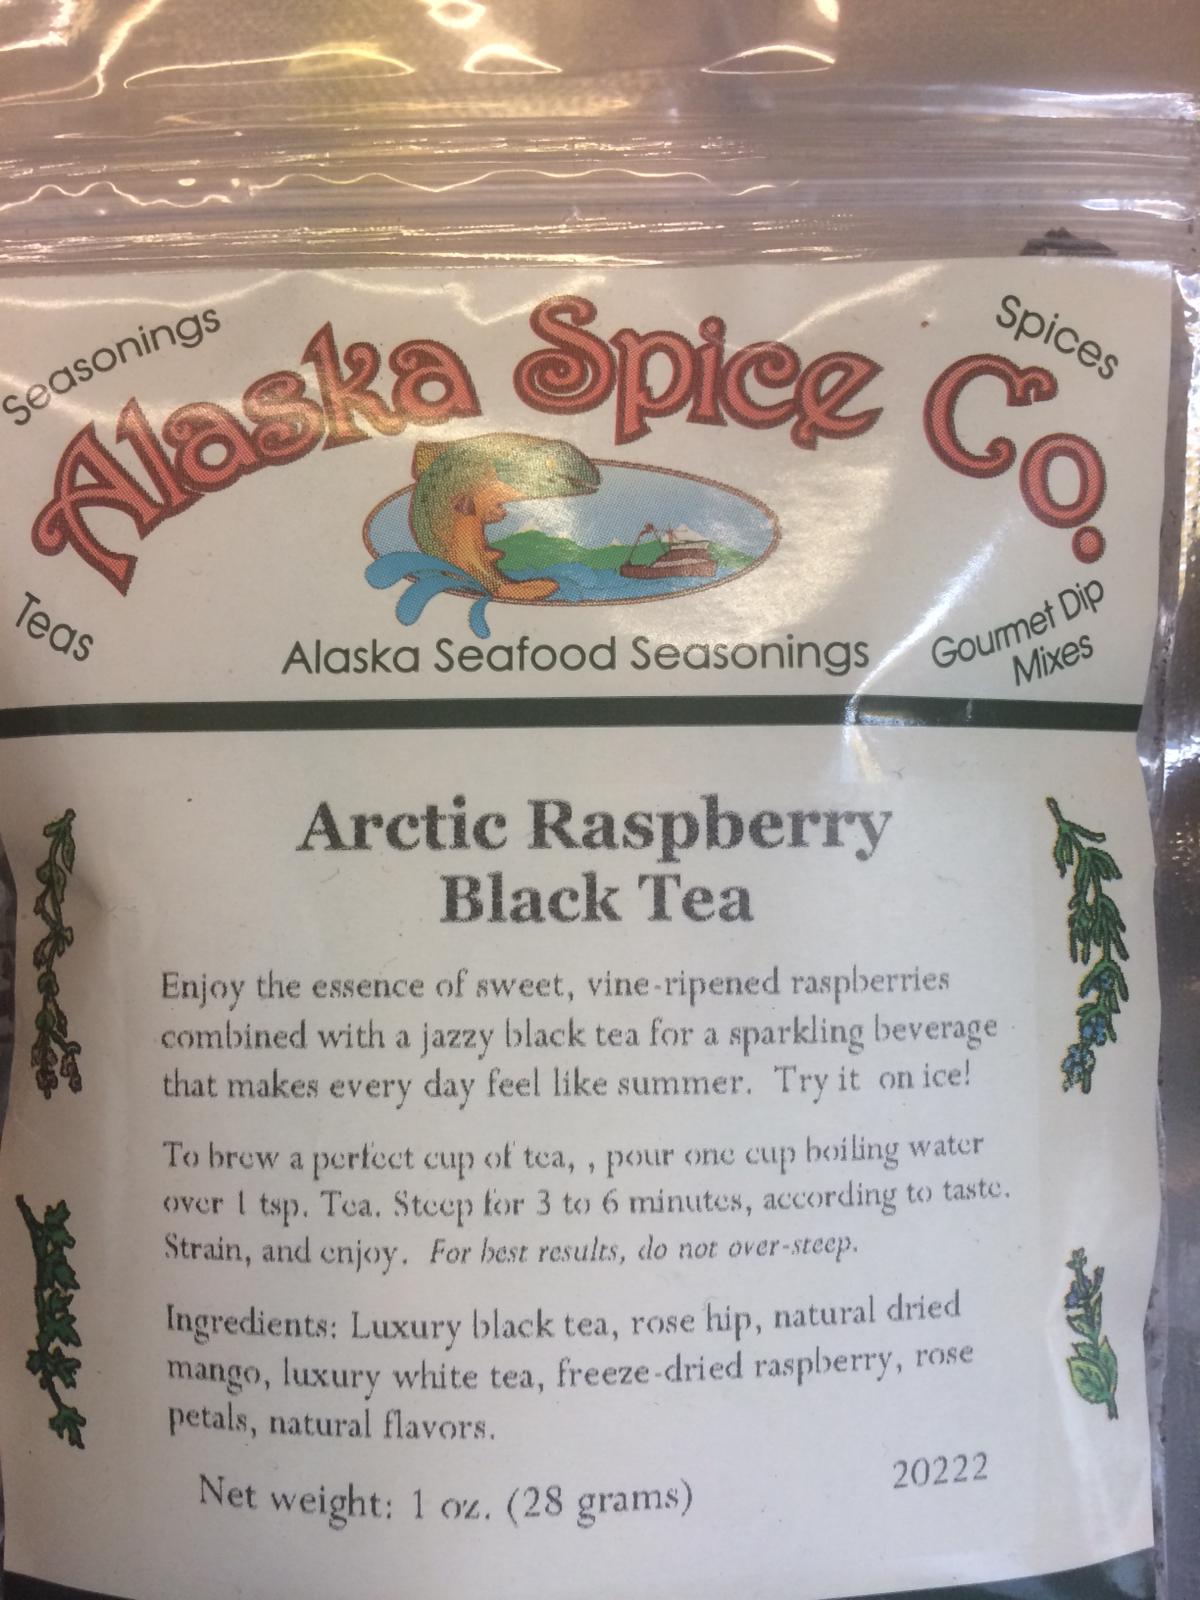 Seasonings
Spices
Alaska Spice Co.
Teas
Alaska Seafood Seasonings
Gourmet Dip
Mixes
Arctic Raspberry
Black Tea
Enjoy the essence of sweet, vine-ripened raspberries
combined with a jazzy black tea for a sparkling beverage
that makes every day feel like summer. Try it on ice!
To brew a perfect cup of tea, , pour one cup boiling water
over 1 tsp. Tea. Steep for 3 to 6 minutes, according to taste.
Strain, and enjoy. For best results, do not over-steep.
Ingredients: Luxury black tea, rose hip, natural dried
mango, luxury white tea, freeze-dried raspberry, rose
petals, natural flavors.
20222
Net weight: 1 oz. (28 grams)